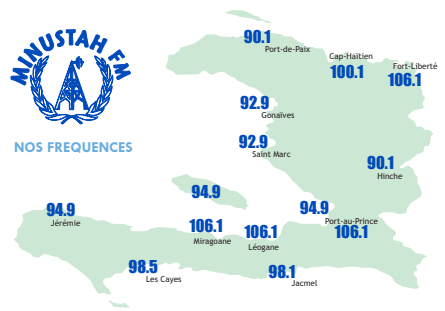 MINUSTAH FM
NOS FREQUENCES
90.1
Port-de-Paix
Cap-Haïtien
100.1
Fort-Liberté
106.1
92.9
Gonaïves
92.9
Saint Marc
90.1
Hinche
94.9
94.9
Jérémie
94.9
Port-au-Prince
106.1
106.1
Miragoane
106.1
Léogane
98.5
Les Cayes
98.1
Jacmel